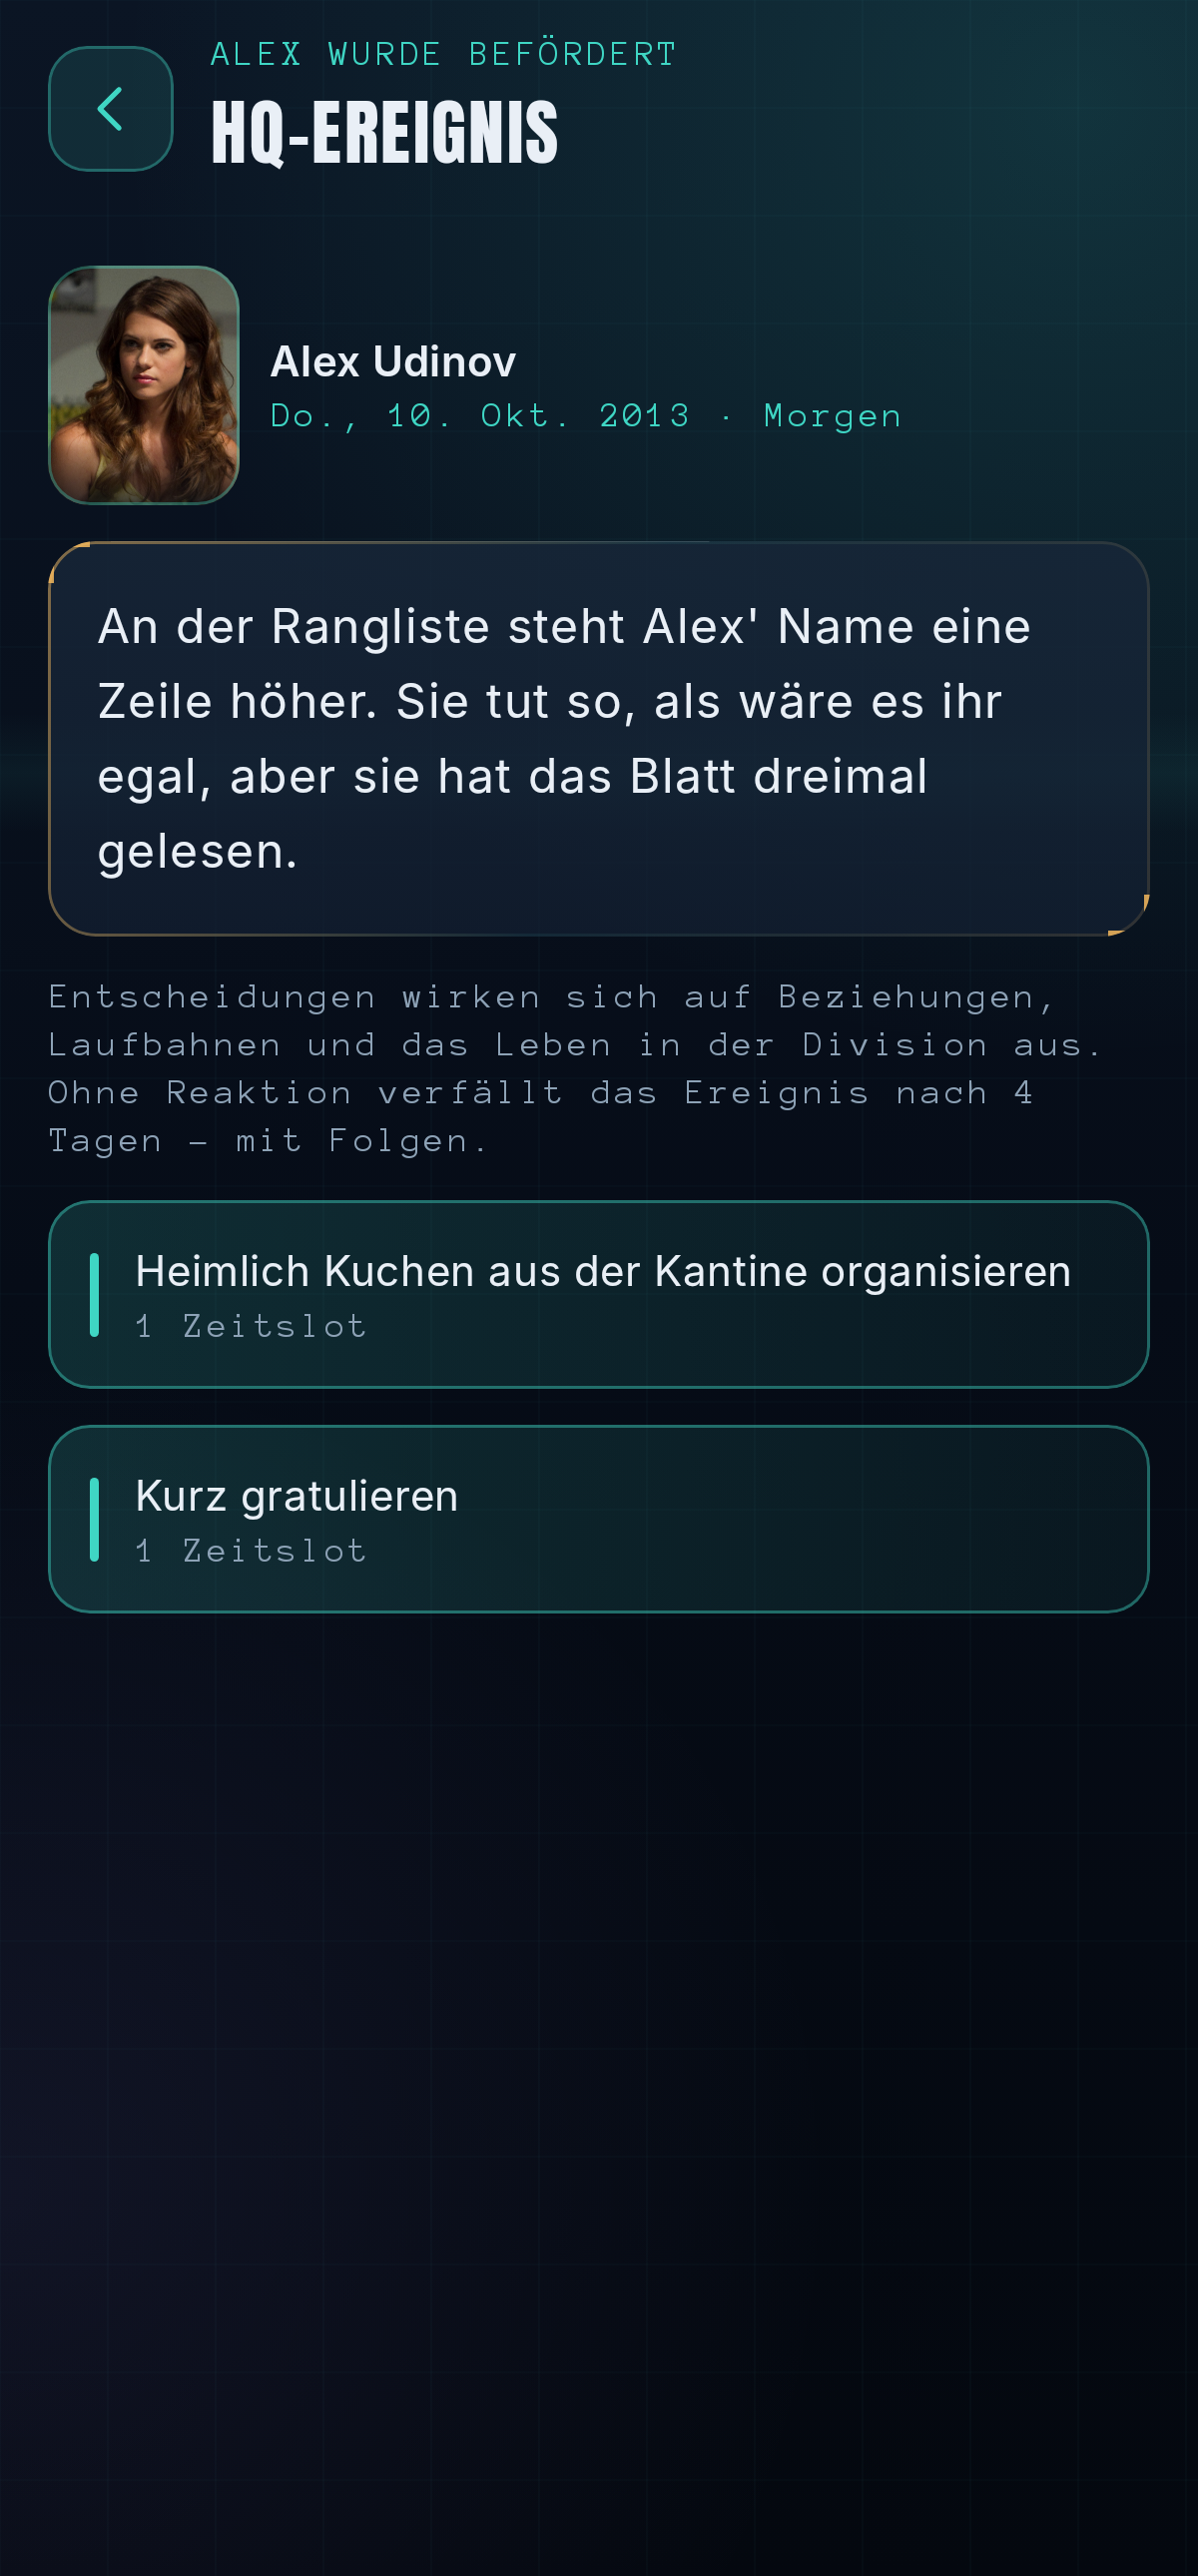 ALEX WURDE BEFÖRDERT
HQ-EREIGNIS
Alex Udinov
Do., 10. Okt. 2013 · Morgen
An der Rangliste steht Alex' Name eine
Zeile höher. Sie tut so, als wäre es ihr
egal, aber sie hat das Blatt dreimal
gelesen.
Entscheidungen wirken sich auf Beziehungen,
Laufbahnen und das Leben in der Division aus.
Ohne Reaktion verfällt das Ereignis nach 4
Tagen – mit Folgen.
Heimlich Kuchen aus der Kantine organisieren
1 Zeitslot
Kurz gratulieren
1 Zeitslot